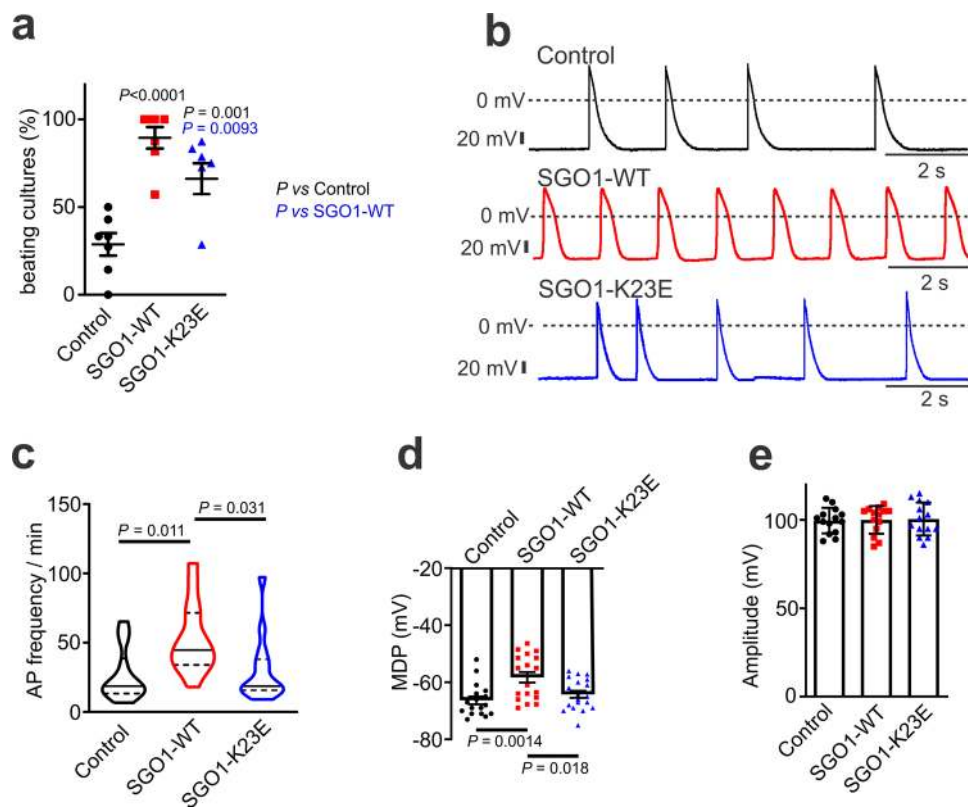 a
beating cultures (%)
100
50
0
P<0.0001
P = 0.001
P = 0.0093
P vs Control
P vs SGO1-WT
Control
SGO1-WT
SGO1-K23E
b
Control
0 mV
20 mV
2 s
SGO1-WT
0 mV
20 mV
2 s
SGO1-K23E
0 mV
20 mV
2 s
c
AP frequency / min
150
100
50
0
P = 0.011
P = 0.031
Control
SGO1-WT
SGO1-K23E
d
Control
SGO1-WT
SGO1-K23E
MDP (mV)
-20
-40
-60
-80
P = 0.0014
P = 0.018
e
Amplitude (mV)
100
50
0
Control
SGO1-WT
SGO1-K23E